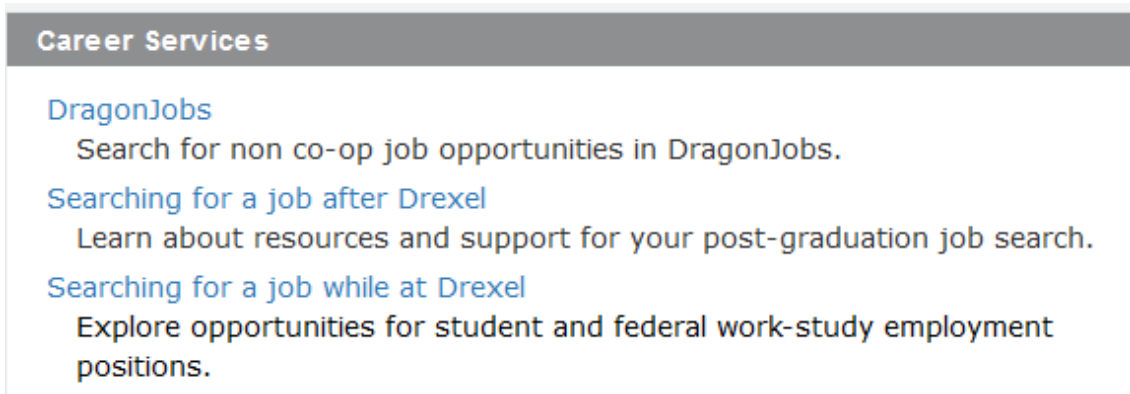 Career Services
DragonJobs
Search for non co-op job opportunities in DragonJobs.
Searching for a job after Drexel
Learn about resources and support for your post-graduation job search.
Searching for a job while at Drexel
Explore opportunities for student and federal work-study employment
positions.